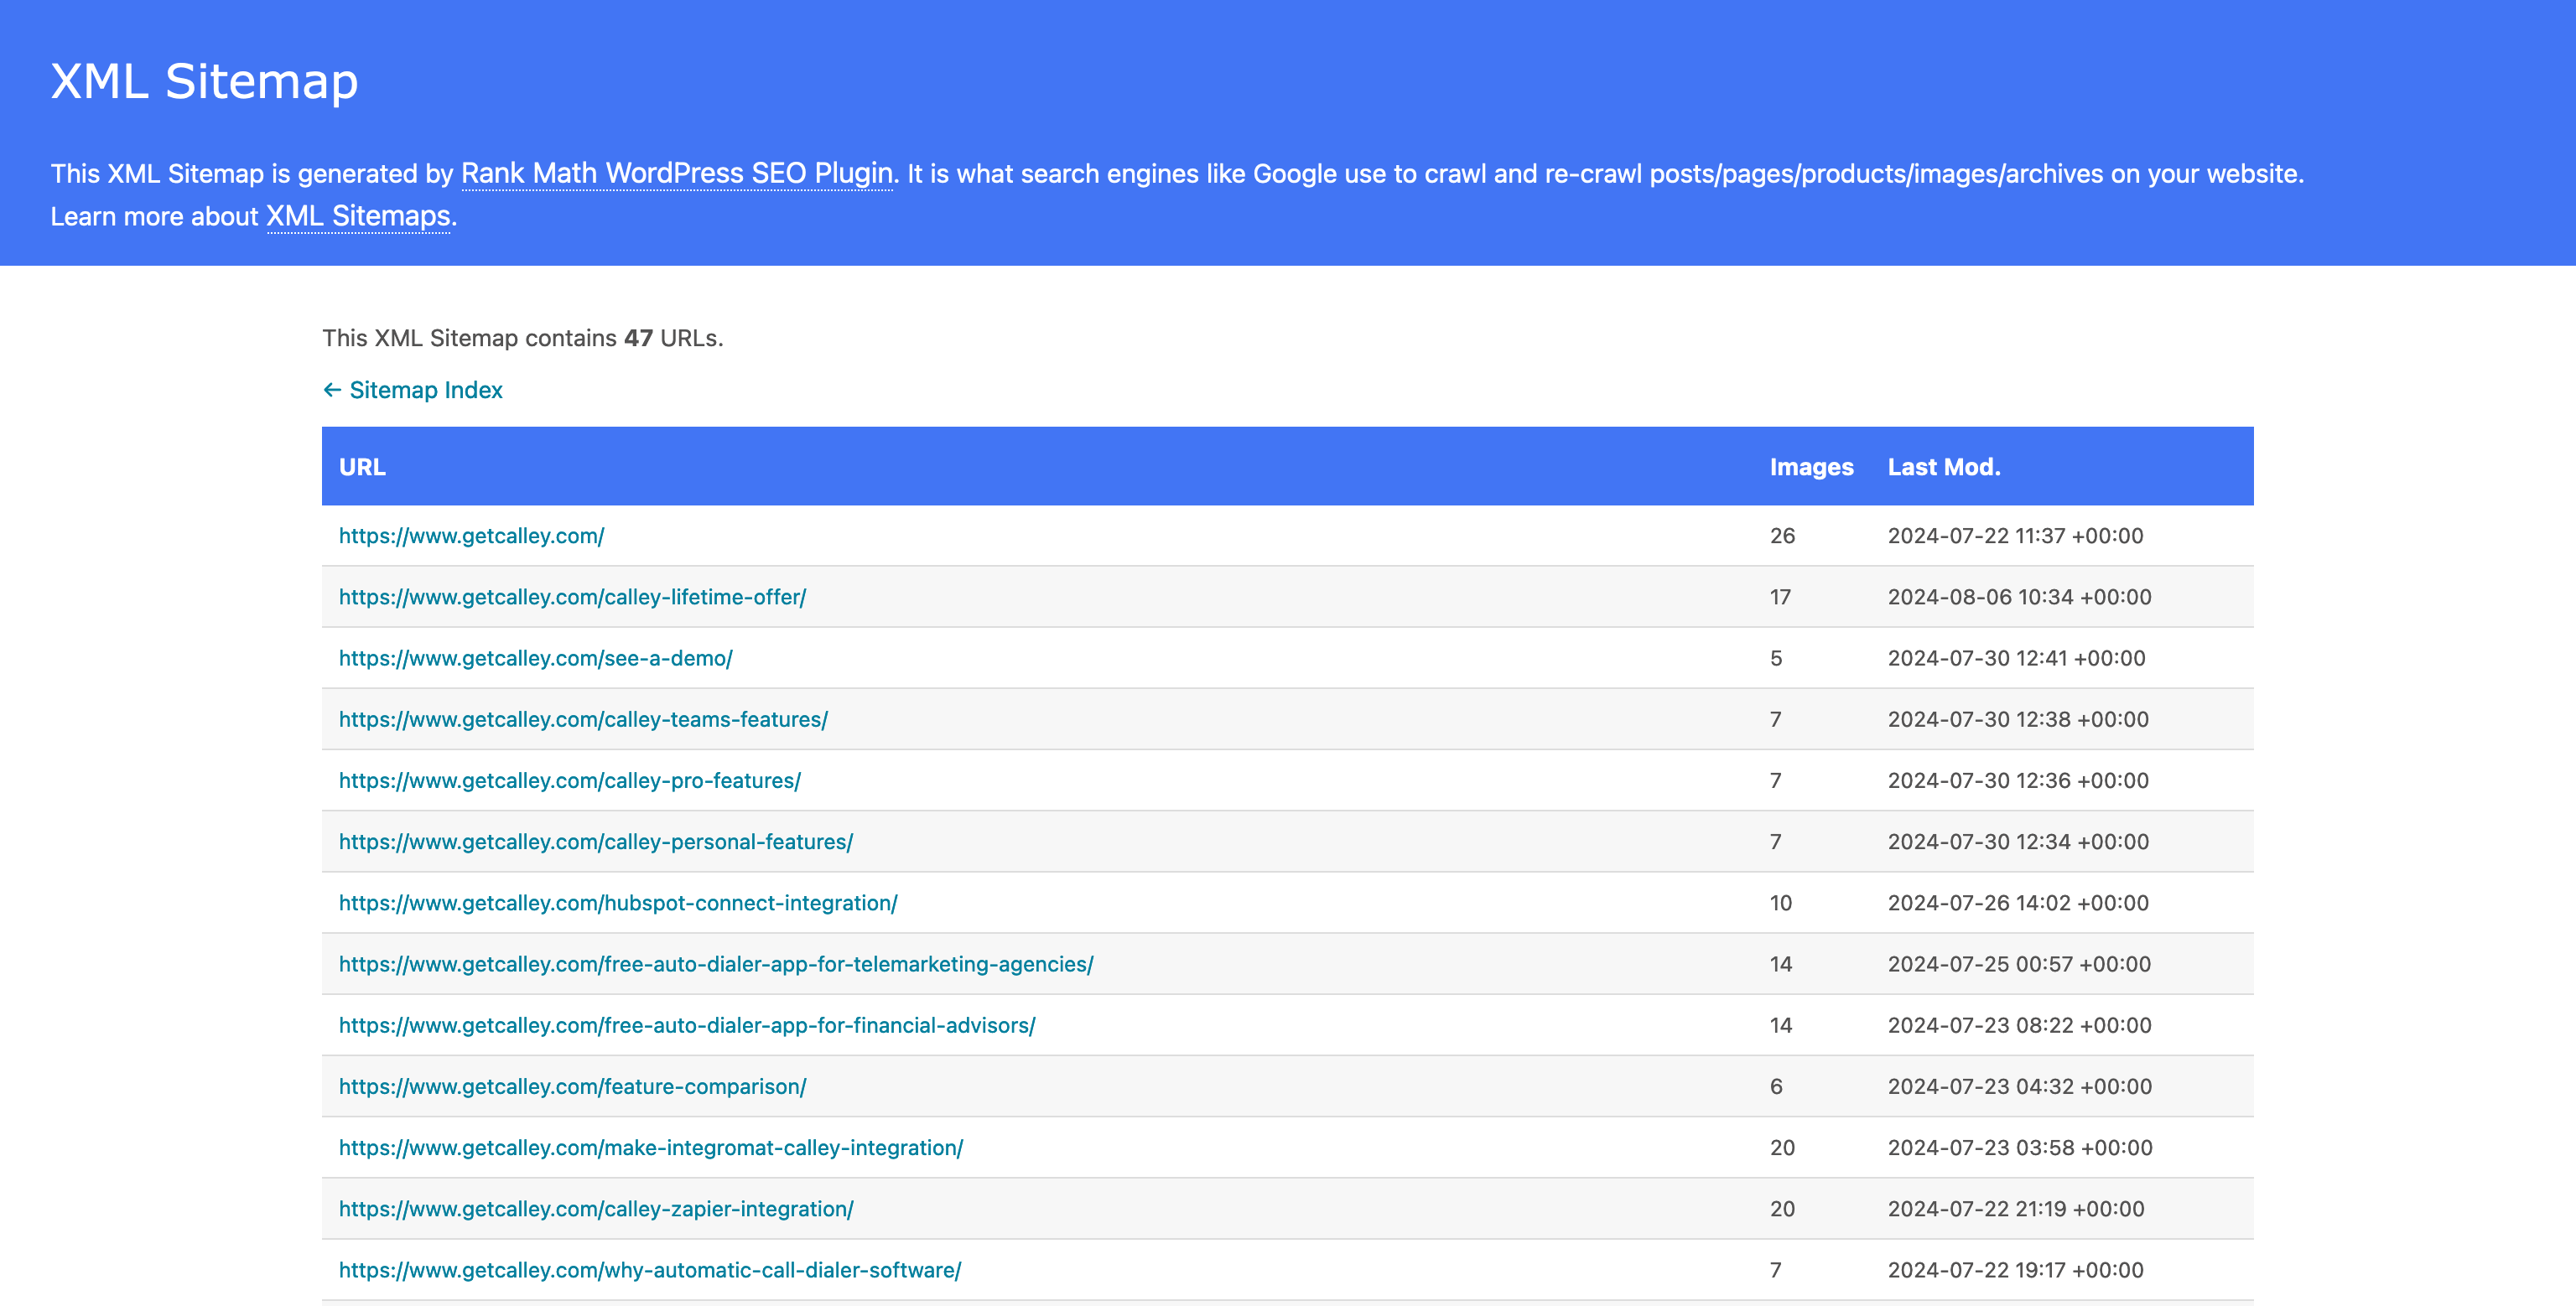 XML Sitemap
This XML Sitemap is generated by Rank Math WordPress SEO Plugin. It is what search engines like Google use to crawl and re-crawl posts/pages/products/images/archives on your website.
Learn more about XML Sitemaps.
This XML Sitemap contains 47 URLs.
← Sitemap Index
URL Images Last Mod.
https://www.getcalley.com/ 26 2024-07-22 11:37 +00:00
https://www.getcalley.com/calley-lifetime-offer/ 17 2024-08-06 10:34 +00:00
https://www.getcalley.com/see-a-demo/ 5 2024-07-30 12:41 +00:00
https://www.getcalley.com/calley-teams-features/ 7 2024-07-30 12:38 +00:00
https://www.getcalley.com/calley-pro-features/ 7 2024-07-30 12:36 +00:00
https://www.getcalley.com/calley-personal-features/ 7 2024-07-30 12:34 +00:00
https://www.getcalley.com/hubspot-connect-integration/ 10 2024-07-26 14:02 +00:00
https://www.getcalley.com/free-auto-dialer-app-for-telemarketing-agencies/ 14 2024-07-25 00:57 +00:00
https://www.getcalley.com/free-auto-dialer-app-for-financial-advisors/ 14 2024-07-23 08:22 +00:00
https://www.getcalley.com/feature-comparison/ 6 2024-07-23 04:32 +00:00
https://www.getcalley.com/make-integromat-calley-integration/ 20 2024-07-23 03:58 +00:00
https://www.getcalley.com/calley-zapier-integration/ 20 2024-07-22 21:19 +00:00
https://www.getcalley.com/why-automatic-call-dialer-software/ 7 2024-07-22 19:17 +00:00